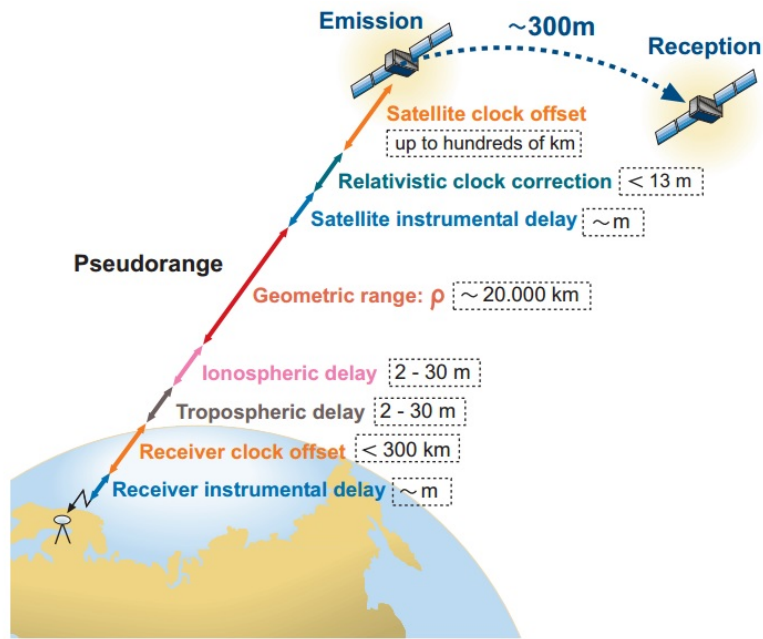 Emission
~300m
Reception
Satellite clock offset
up to hundreds of km
Relativistic clock correction < 13 m
Satellite instrumental delay ~m
Pseudorange
Geometric range: ρ ~ 20.000 km
Ionospheric delay 2 - 30 m
Tropospheric delay 2 - 30 m
Receiver clock offset < 300 km
Receiver instrumental delay ~m